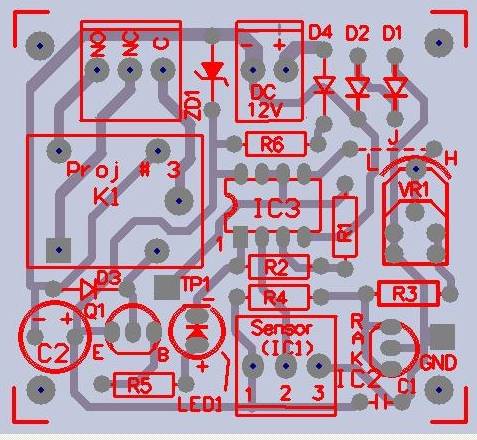 NO NC C
ZD1
- +
DC
12V
D4 D2 D1
R6
J
L H
Proj # 3
K1
VR1
IC3
1
R1
D3
TP1
R2
R4
R3
Q1
- +
C2
E B
R5
LED1
-
+
Sensor
(IC1)
1 2 3
R
A
K
IC2
C1
GND